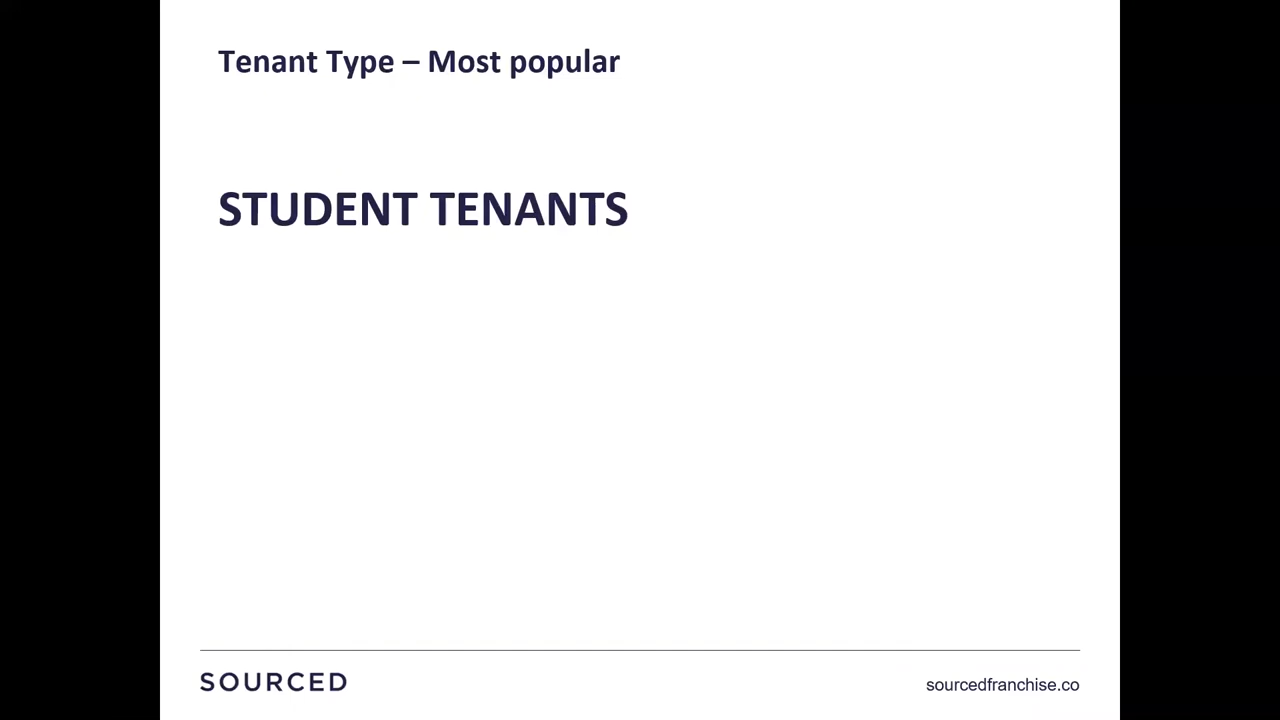 Tenant Type – Most popular
STUDENT TENANTS
SOURCED
sourcedfranchise.co